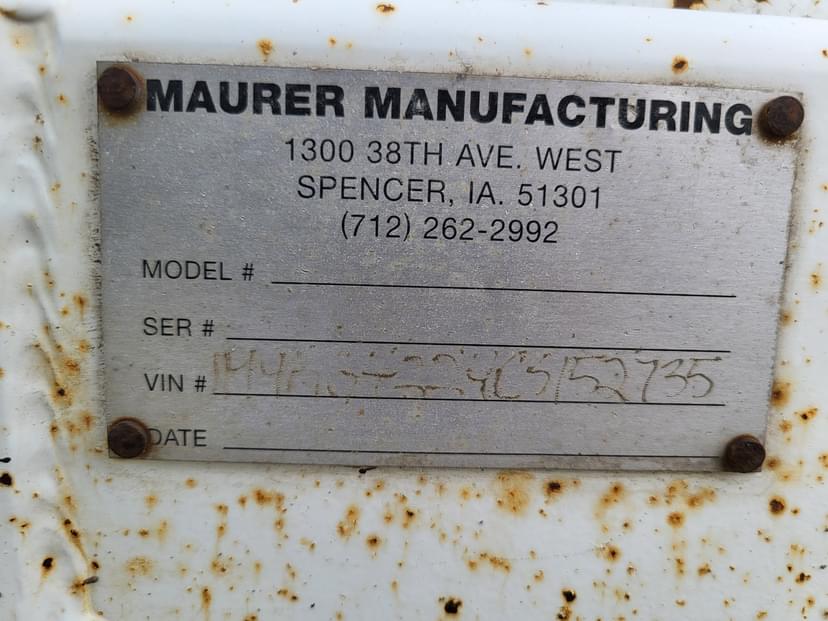 MAURER MANUFACTURING
1300 38TH AVE. WEST
SPENCER, IA. 51301
(712) 262-2992
MODEL #
SER #
VIN #
DATE